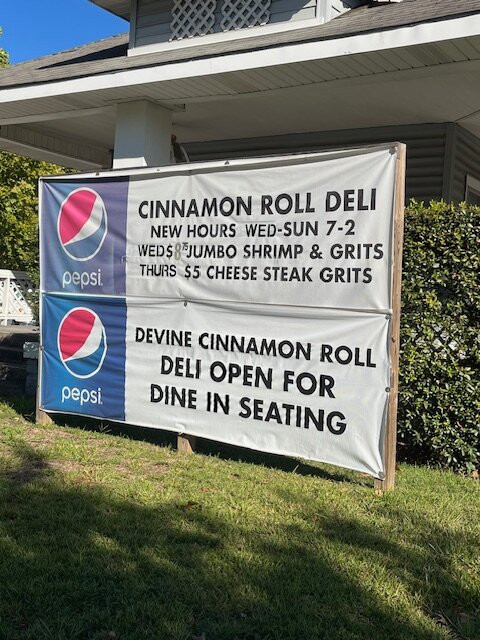 CINNAMON ROLL DELI
NEW HOURS WED-SUN 7-2
WED $8.75 JUMBO SHRIMP & GRITS
THURS $5 CHEESE STEAK GRITS
pepsi
DEVINE CINNAMON ROLL
DELI OPEN FOR
DINE IN SEATING
pepsi